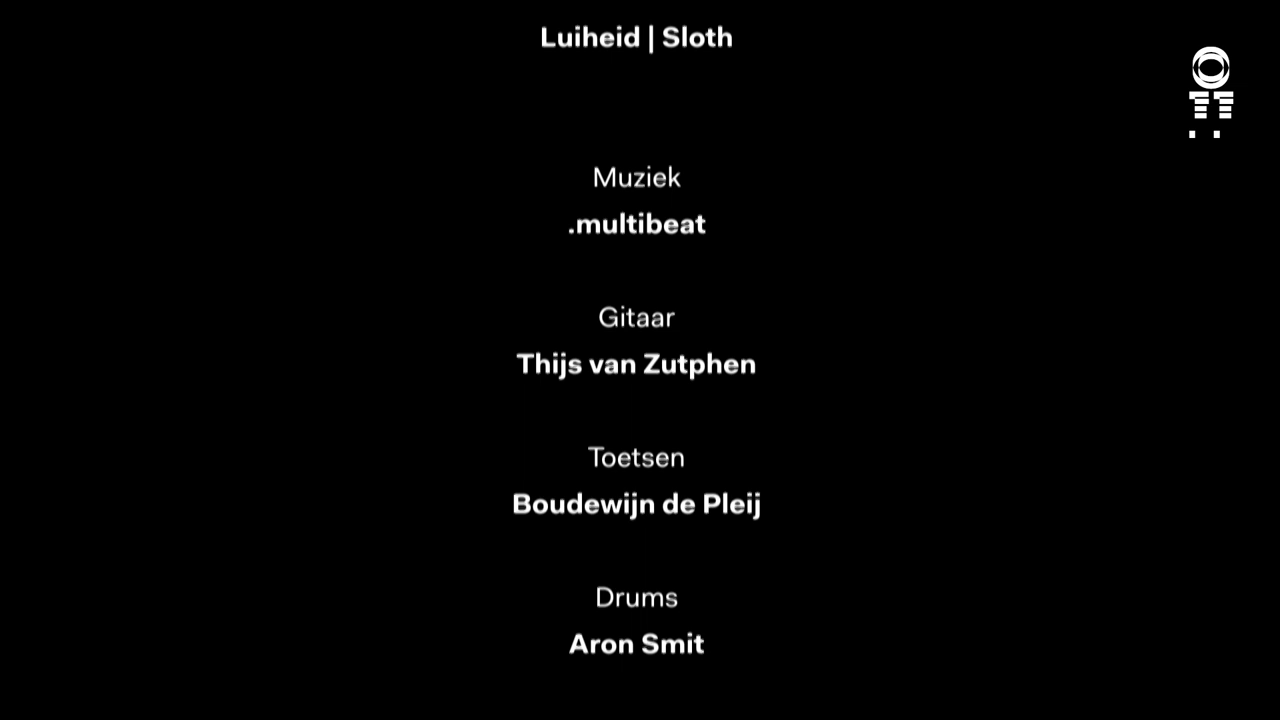 Luiheid | Sloth
Muziek
.multibeat
Gitaar
Thijs van Zutphen
Toetsen
Boudewijn de Pleij
Drums
Aron Smit